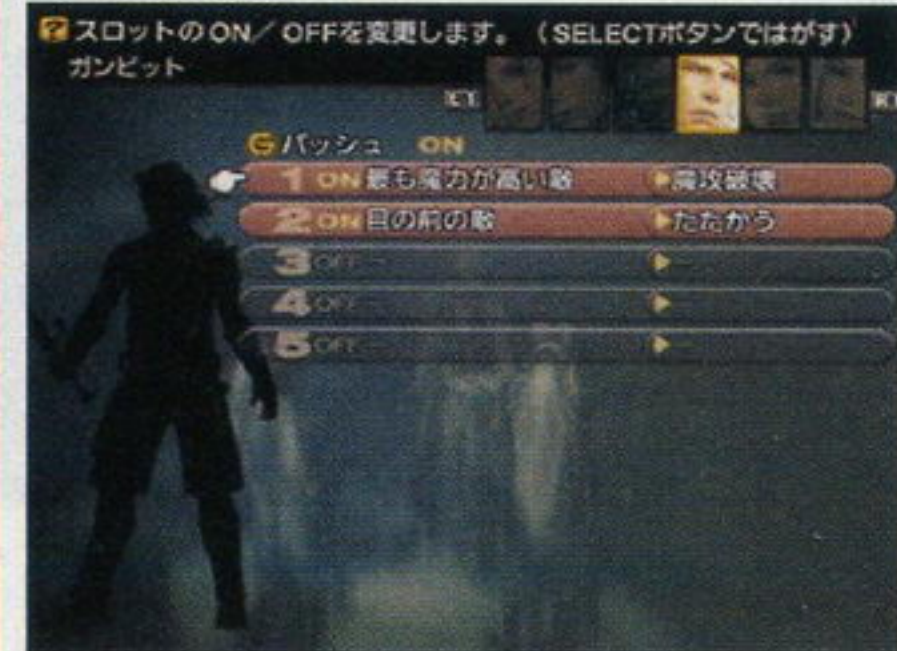 ? スロットのON／OFFを変更します。（SELECTボタンではがす）
ガンビット
L1
R1
バッシュ ON
1 ON 最も魔力が高い敵 魔攻破壊
2 ON 目の前の敵 たたかう
3 OFF
4 OFF
5 OFF